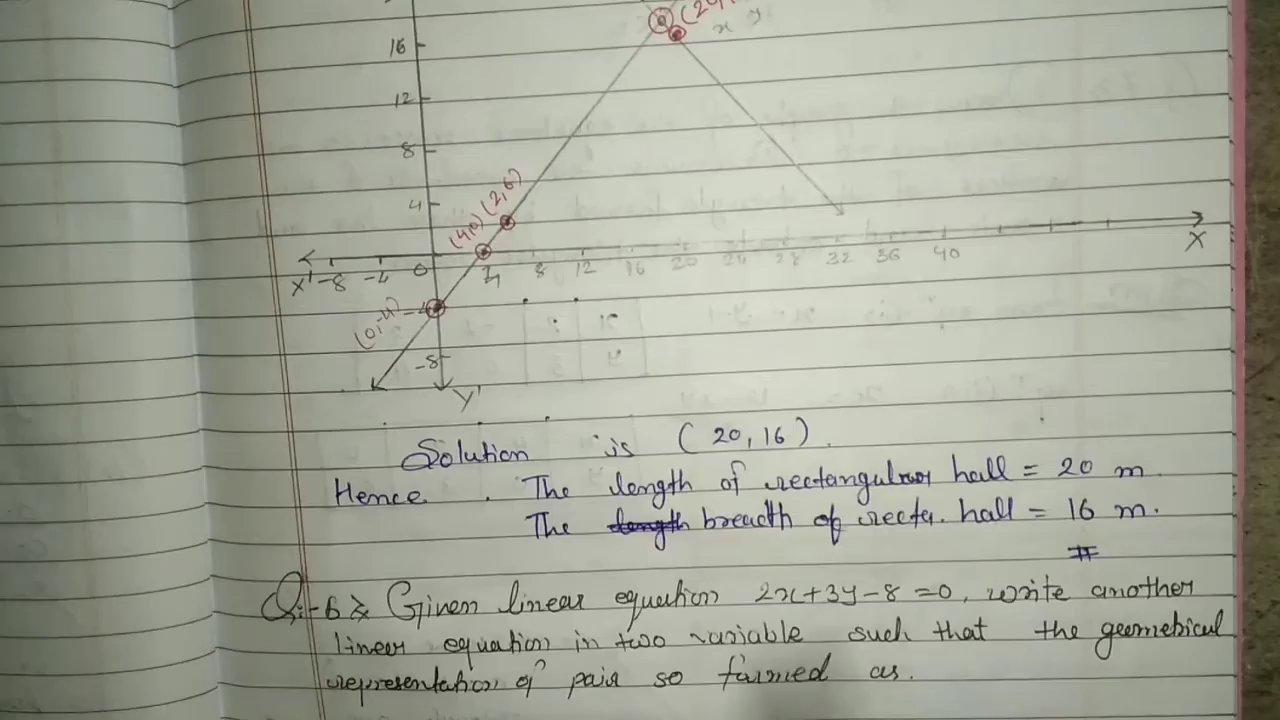 (20,
x y
16
12
8
4
(4,0) (2,6)
X' -8 -4 0 4 8 12 16 20 24 28 32 36 40 X
(0,-4) -4
-8
Y'
Solution is (20,16).
Hence . The length of rectangular hall = 20 m.
The length breadth of recta. hall = 16 m.
Q:-6 Given linear equation 2x+3y-8=0, write another
linear equation in two variable such that the geometrical
representation of pair so formed as.